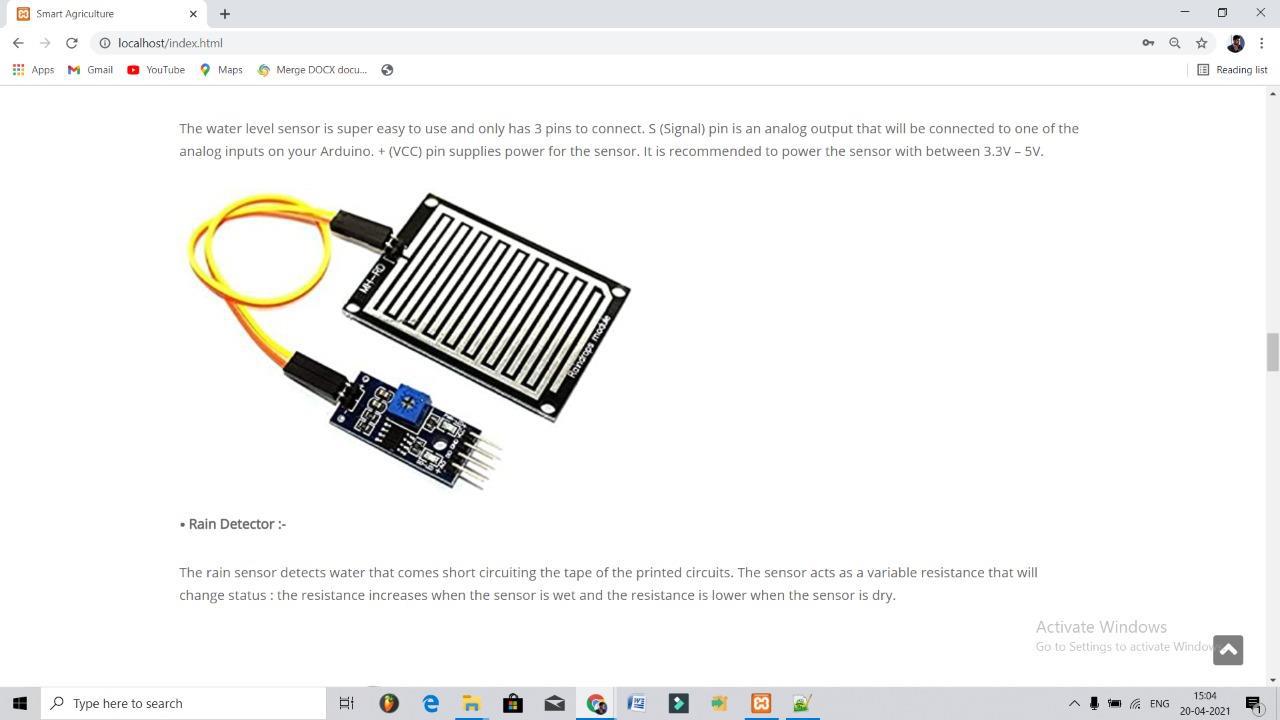 Smart Agriculture
localhost/index.html
Apps Gmail YouTube Maps Merge DOCX docu... Reading list
The water level sensor is super easy to use and only has 3 pins to connect. S (Signal) pin is an analog output that will be connected to one of the
analog inputs on your Arduino. + (VCC) pin supplies power for the sensor. It is recommended to power the sensor with between 3.3V – 5V.
MH-RD
Raindrops module
• Rain Detector :-
The rain sensor detects water that comes short circuiting the tape of the printed circuits. The sensor acts as a variable resistance that will
change status : the resistance increases when the sensor is wet and the resistance is lower when the sensor is dry.
Activate Windows
Go to Settings to activate Window
Type here to search
ENG
15:04
20-04-2021